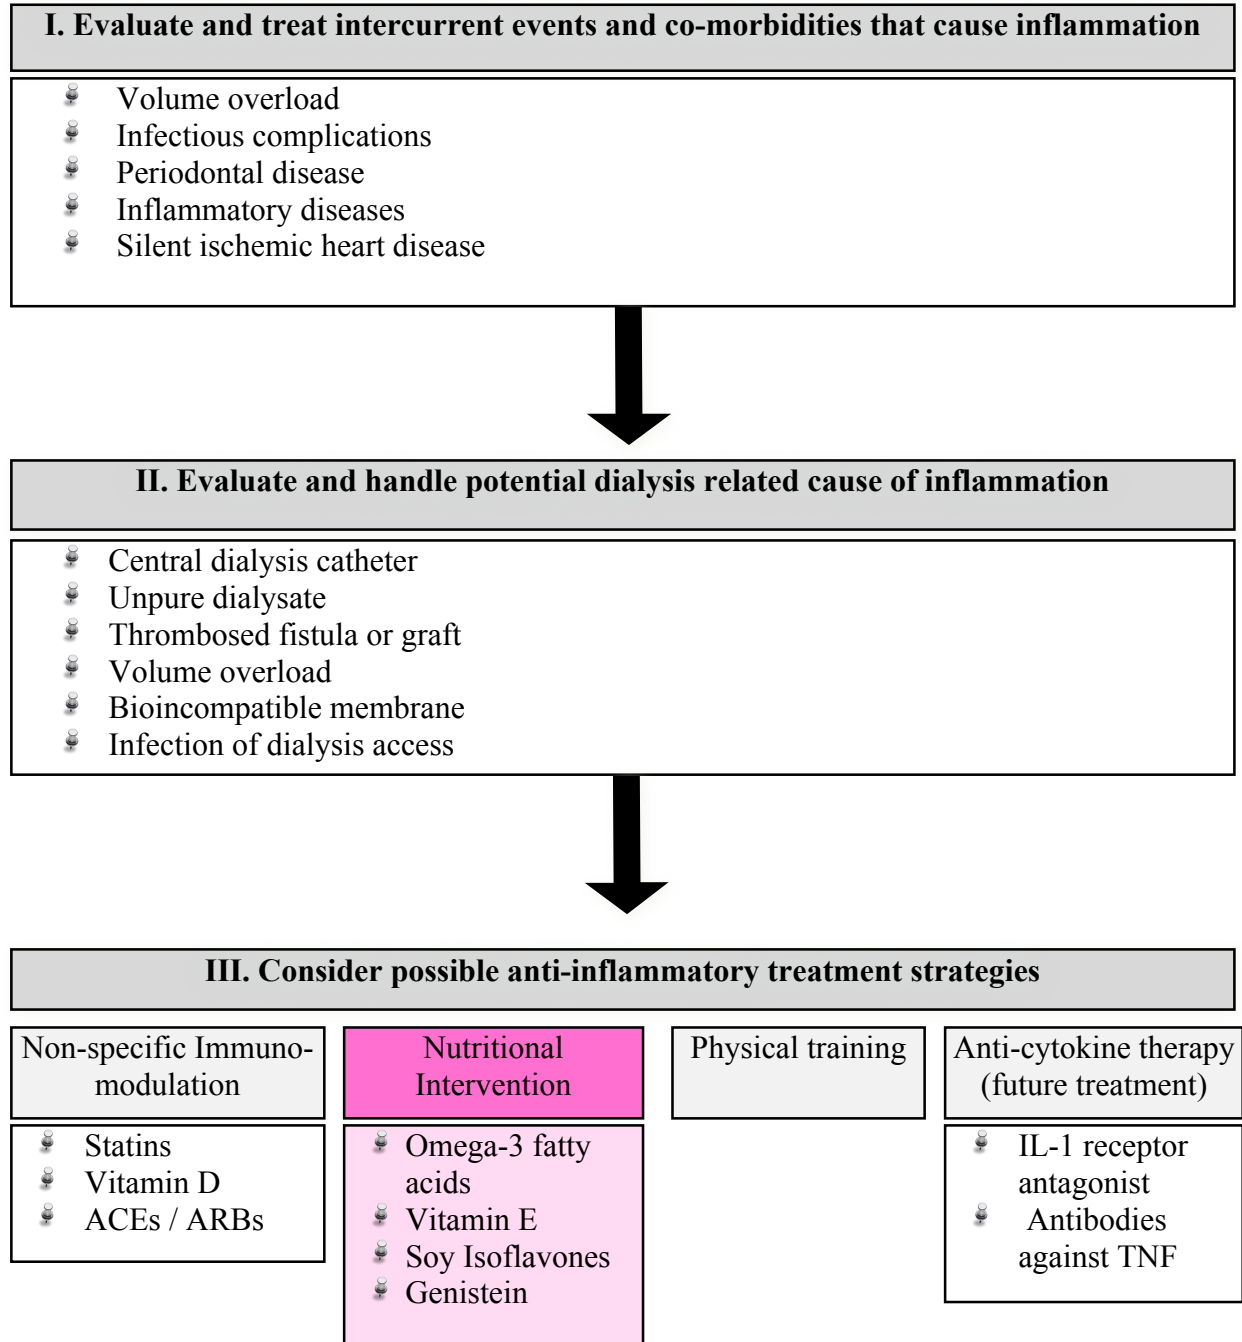 I. Evaluate and treat intercurrent events and co-morbidities that cause inflammation
Volume overload
Infectious complications
Periodontal disease
Inflammatory diseases
Silent ischemic heart disease
II. Evaluate and handle potential dialysis related cause of inflammation
Central dialysis catheter
Unpure dialysate
Thrombosed fistula or graft
Volume overload
Bioincompatible membrane
Infection of dialysis access
III. Consider possible anti-inflammatory treatment strategies
Non-specific Immuno-
modulation
Statins
Vitamin D
ACEs / ARBs
Nutritional
Intervention
Omega-3 fatty
acids
Vitamin E
Soy Isoflavones
Genistein
Physical training
Anti-cytokine therapy
(future treatment)
IL-1 receptor
antagonist
Antibodies
against TNF